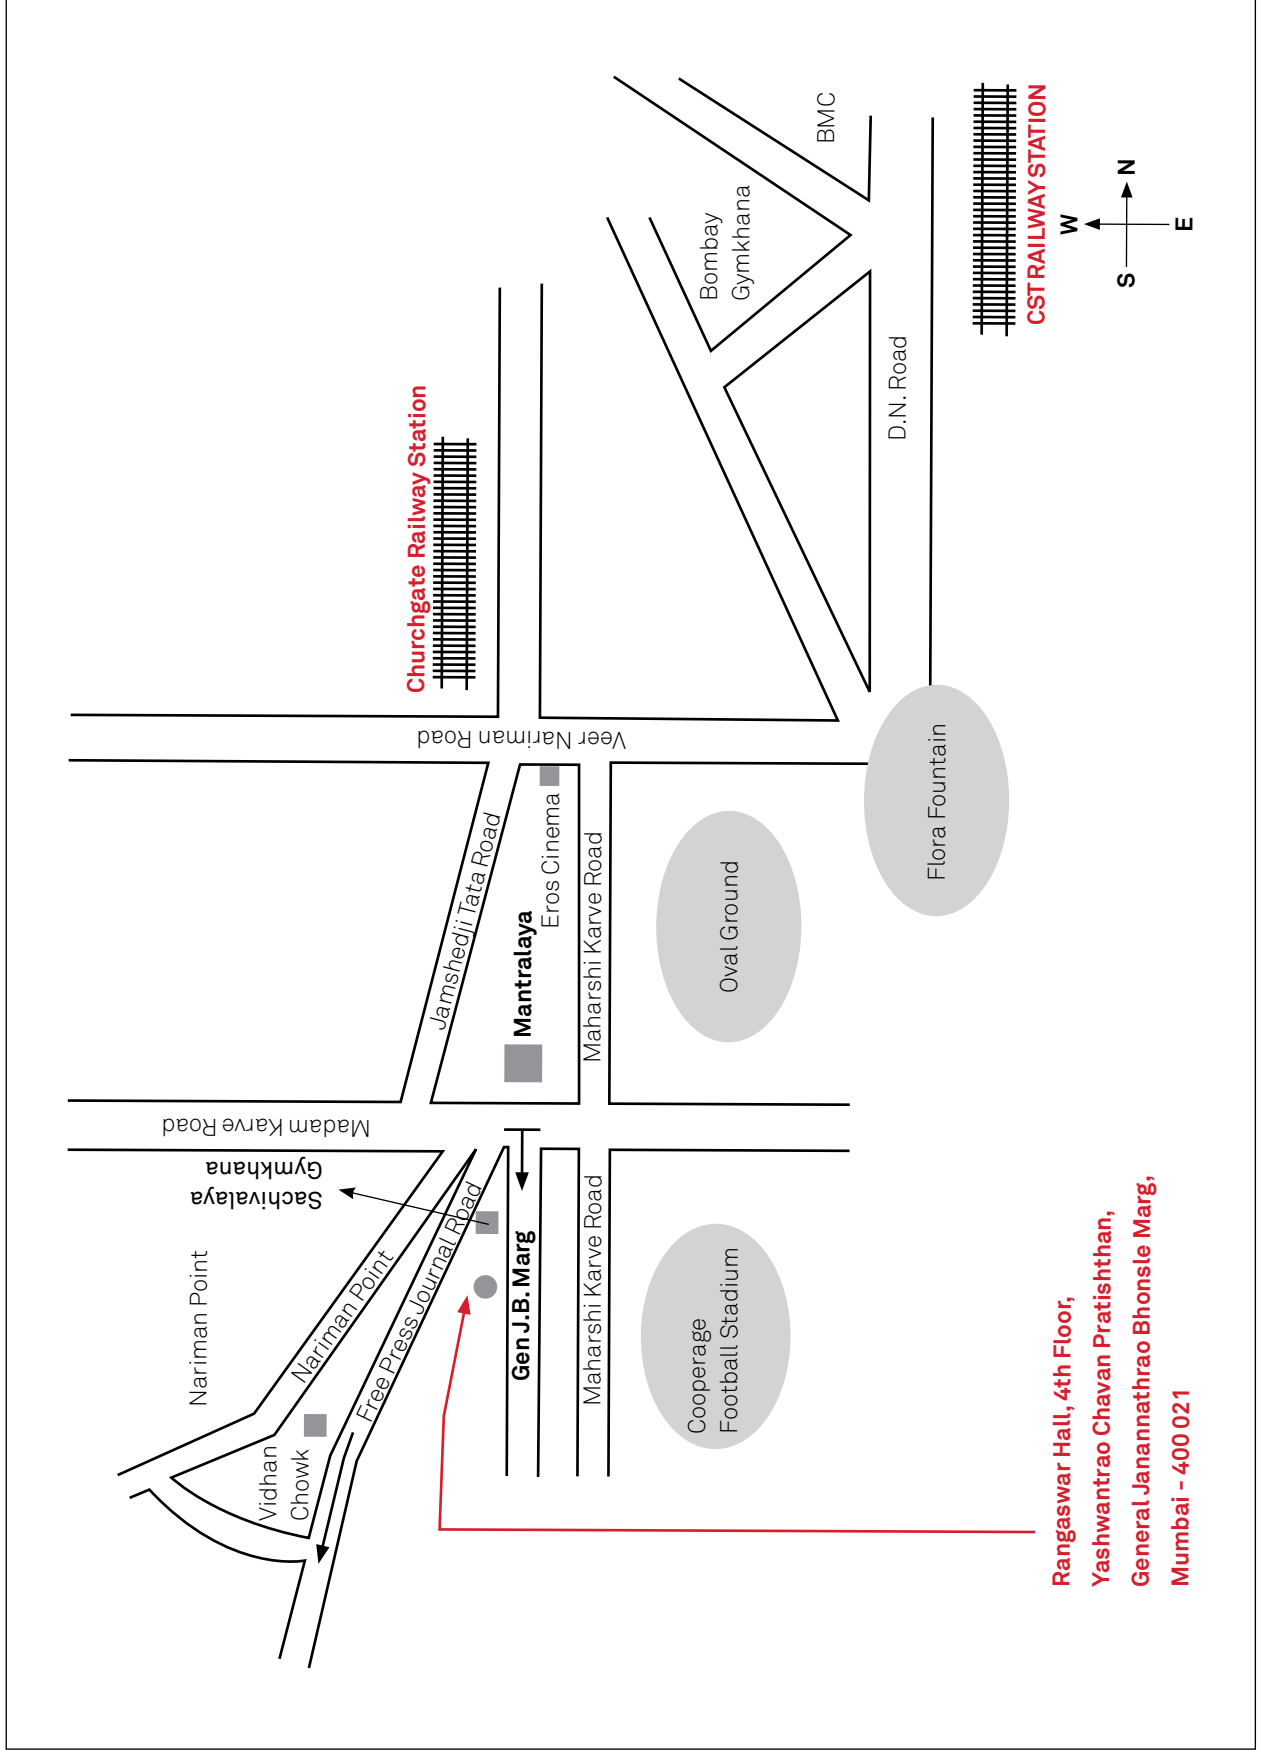 Churchgate Railway Station
BMC
Bombay
Gymkhana
CST RAILWAY STATION
W
N
S
E
D.N. Road
Veer Nariman Road
Jamshedji Tata Road
Eros Cinema
Mantralaya
Maharshi Karve Road
Oval Ground
Flora Fountain
Madam Karve Road
Sachivalaya
Gymkhana
Nariman Point
Nariman Point
Free Press Journal Road
Vidhan
Chowk
Gen J.B. Marg
Maharshi Karve Road
Cooperage
Football Stadium
Rangaswar Hall, 4th Floor,
Yashwantrao Chavan Pratishthan,
General Janannathrao Bhonsle Marg,
Mumbai - 400 021